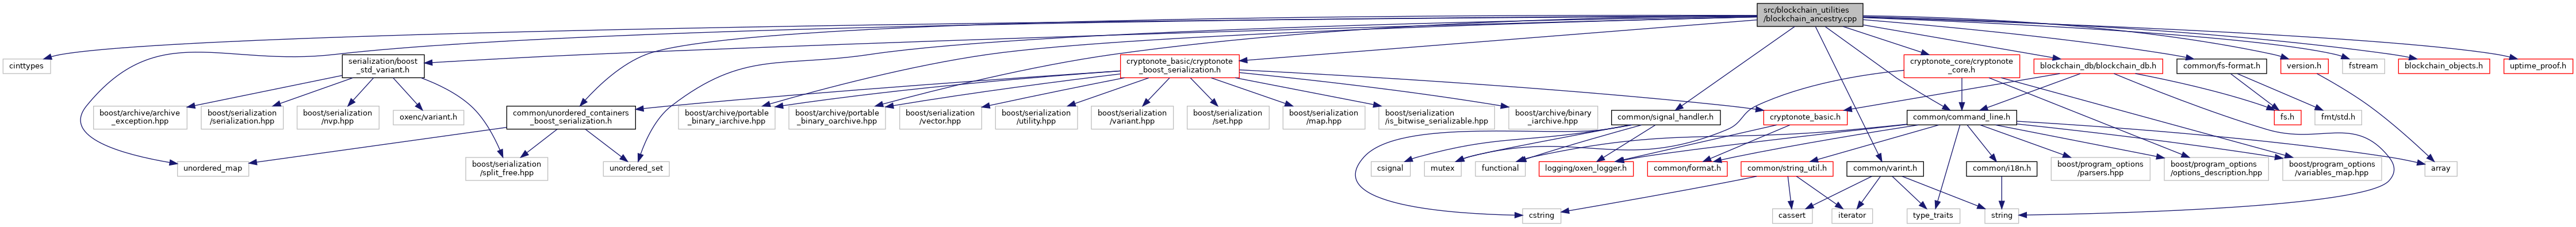 src/blockchain_utilities
/blockchain_ancestry.cpp
cinttypes
serialization/boost
_std_variant.h
cryptonote_basic/cryptonote
_boost_serialization.h
cryptonote_core/cryptonote
_core.h
blockchain_db/blockchain_db.h
common/fs-format.h
version.h
fstream
blockchain_objects.h
uptime_proof.h
boost/archive/archive
_exception.hpp
boost/serialization
/serialization.hpp
boost/serialization
/nvp.hpp
oxenc/variant.h
common/unordered_containers
_boost_serialization.h
boost/archive/portable
_binary_iarchive.hpp
boost/archive/portable
_binary_oarchive.hpp
boost/serialization
/vector.hpp
boost/serialization
/utility.hpp
boost/serialization
/variant.hpp
boost/serialization
/set.hpp
boost/serialization
/map.hpp
boost/serialization
/is_bitwise_serializable.hpp
boost/archive/binary
_iarchive.hpp
common/signal_handler.h
cryptonote_basic.h
common/command_line.h
fs.h
fmt/std.h
unordered_map
boost/serialization
/split_free.hpp
unordered_set
csignal
mutex
functional
logging/oxen_logger.h
common/format.h
common/string_util.h
common/varint.h
common/i18n.h
boost/program_options
/parsers.hpp
boost/program_options
/options_description.hpp
boost/program_options
/variables_map.hpp
array
cstring
cassert
iterator
type_traits
string